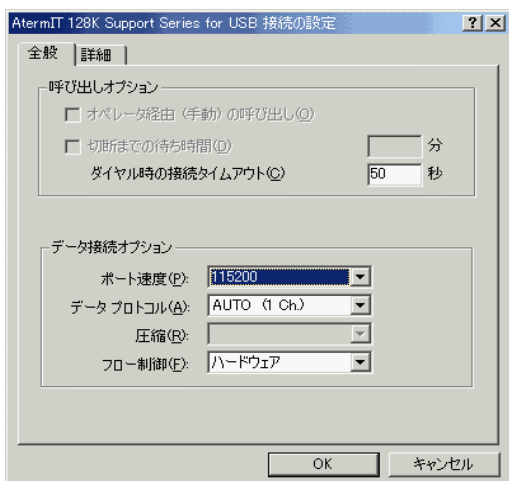 AtermIT 128K Support Series for USB 接続の設定
全般 詳細
呼び出しオプション
オペレータ経由 (手動) の呼び出し(O)
切断までの待ち時間(D) 分
ダイヤル時の接続タイムアウト(C) 50 秒
データ接続オプション
ポート速度(P): 115200
データ プロトコル(A): AUTO (1 Ch.)
圧縮(R):
フロー制御(F): ハードウェア
OK キャンセル